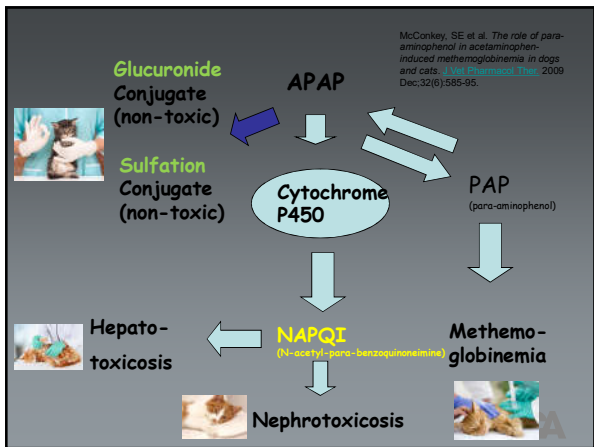 McConkey, SE et al. The role of para-
aminophenol in acetaminophen-
induced methemoglobinemia in dogs
and cats. J Vet Pharmacol Ther. 2009
Dec;32(6):585-95.
Glucuronide
Conjugate
(non-toxic)
APAP
Sulfation
Conjugate
(non-toxic)
Cytochrome
P450
PAP
(para-aminophenol)
Hepato-
toxicosis
NAPQI
(N-acetyl-para-benzoquinoneimine)
Methemo-
globinemia
Nephrotoxicosis